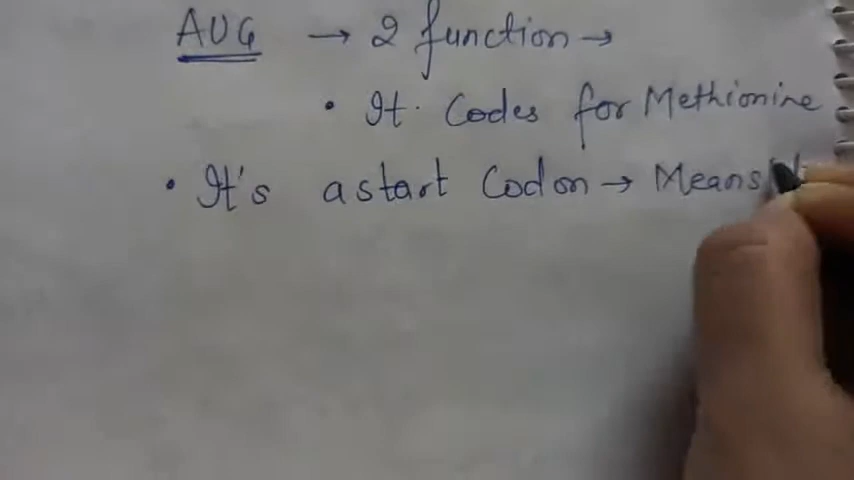 AUG → 2 function →
• It. Codes for Methionine
• It's a start Codon → Means